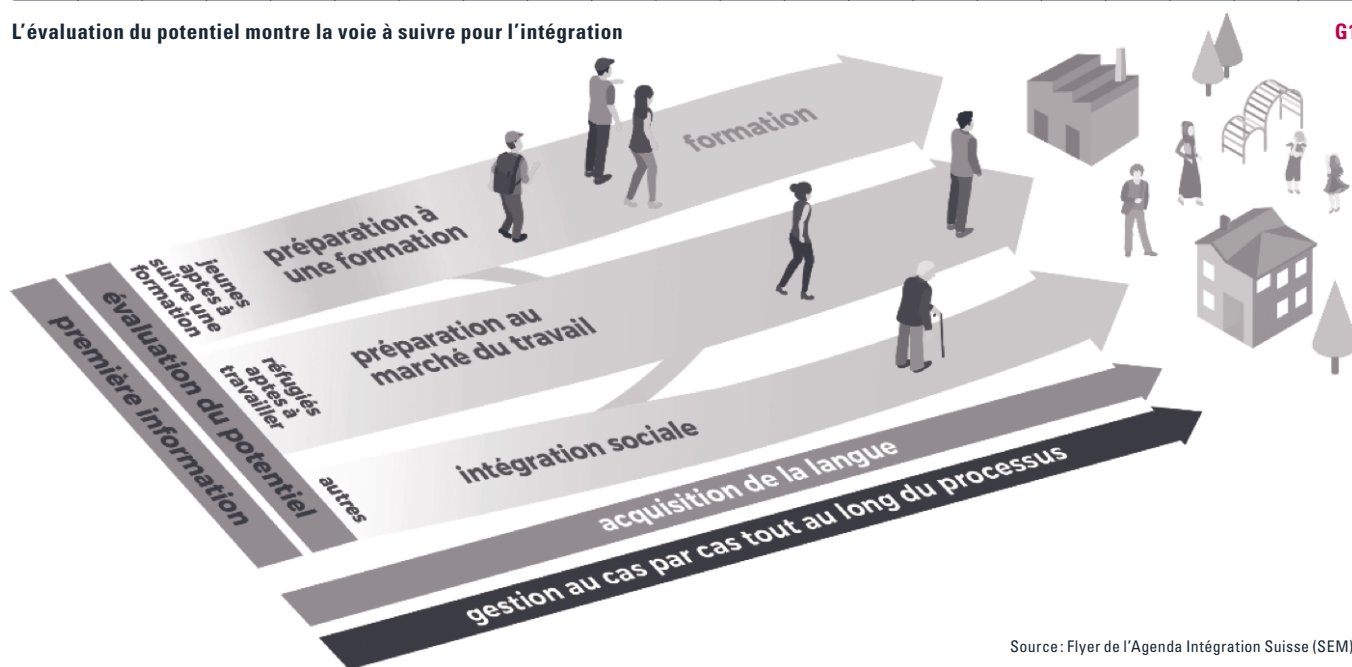 L'évaluation du potentiel montre la voie à suivre pour l'intégration
G1
première information
évaluation du potentiel
jeunes
aptes à
suivre une
formation
préparation à
une formation
formation
réfugiés
aptes à
travailler
préparation au
marché du travail
autres
intégration sociale
acquisition de la langue
gestion au cas par cas tout au long du processus
Source: Flyer de l'Agenda Intégration Suisse (SEM)